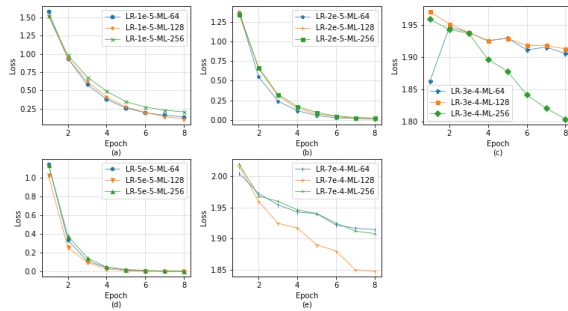 1.50
1.25
1.00
0.75
0.50
0.25
Loss
2
4
6
8
Epoch
(a)
LR-1e-5-ML-64
LR-1e-5-ML-128
LR-1e-5-ML-256
1.25
1.00
0.75
0.50
0.25
0.00
Loss
2
4
6
8
Epoch
(b)
LR-2e-5-ML-64
LR-2e-5-ML-128
LR-2e-5-ML-256
1.95
1.90
1.85
1.80
Loss
2
4
6
8
Epoch
(c)
LR-3e-4-ML-64
LR-3e-4-ML-128
LR-3e-4-ML-256
1.0
0.8
0.6
0.4
0.2
0.0
Loss
2
4
6
8
Epoch
(d)
LR-5e-5-ML-64
LR-5e-5-ML-128
LR-5e-5-ML-256
2.00
1.95
1.90
1.85
Loss
2
4
6
8
Epoch
(e)
LR-7e-4-ML-64
LR-7e-4-ML-128
LR-7e-4-ML-256